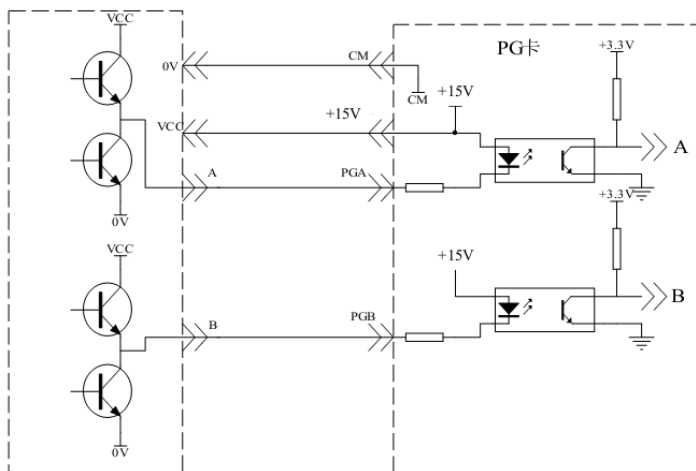 VCC
0V
CM
PG卡
+3.3V
CM
+15V
VCC
+15V
A
A
PGA
0V
+3.3V
VCC
+15V
B
B
PGB
0V